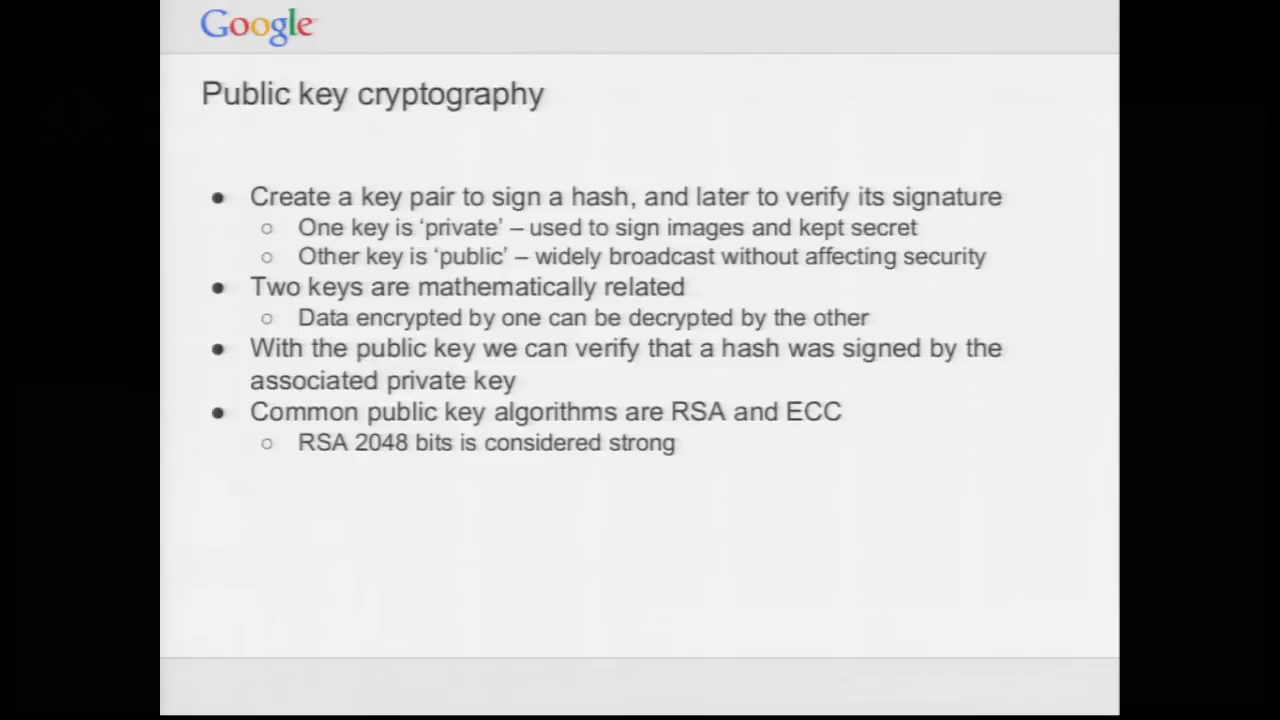 Google
Public key cryptography
● Create a key pair to sign a hash, and later to verify its signature
○ One key is ‘private’ – used to sign images and kept secret
○ Other key is ‘public’ – widely broadcast without affecting security
● Two keys are mathematically related
○ Data encrypted by one can be decrypted by the other
● With the public key we can verify that a hash was signed by the
associated private key
● Common public key algorithms are RSA and ECC
○ RSA 2048 bits is considered strong